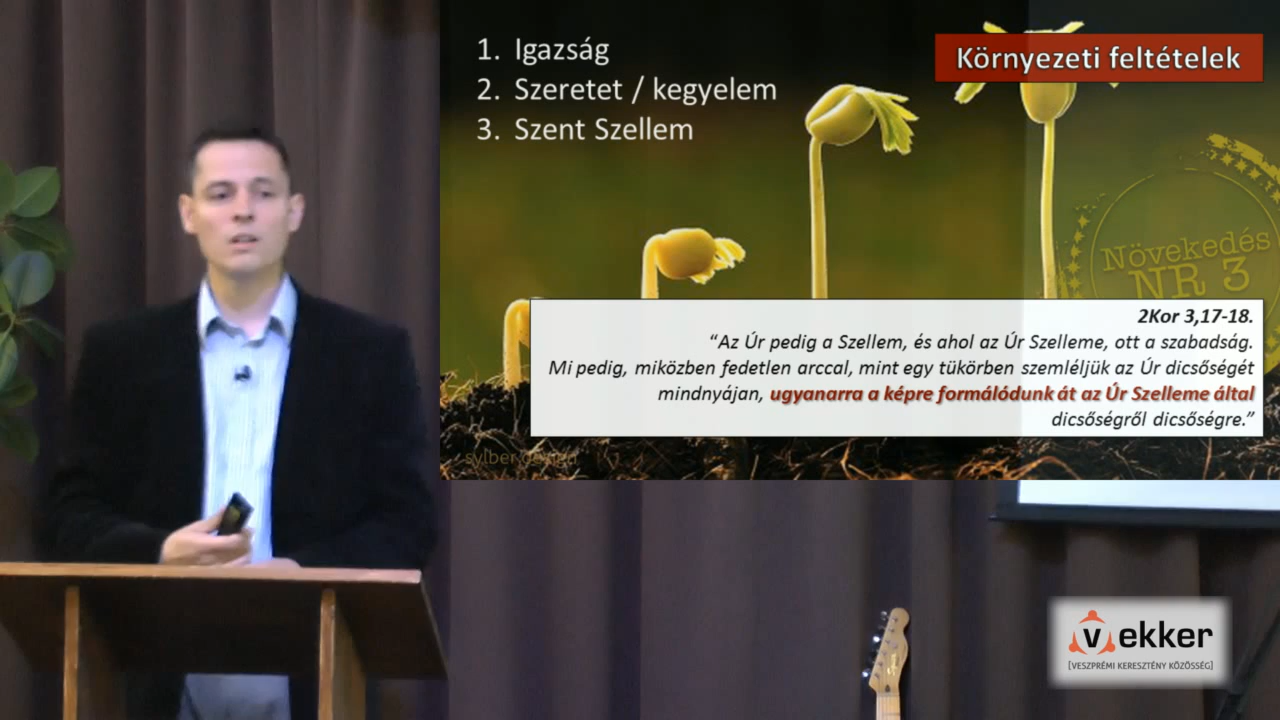 1. Igazság
2. Szeretet / kegyelem
3. Szent Szellem
Környezeti feltételek
Növekedés
NR 3
2Kor 3,17-18.
“Az Úr pedig a Szellem, és ahol az Úr Szelleme, ott a szabadság.
Mi pedig, miközben fedetlen arccal, mint egy tükörben szemléljük az Úr dicsőségét
mindnyájan, ugyanarra a képre formálódunk át az Úr Szelleme által
dicsőségről dicsőségre.”
sylber design
vekker
[VESZPRÉMI KERESZTÉNY KÖZÖSSÉG]